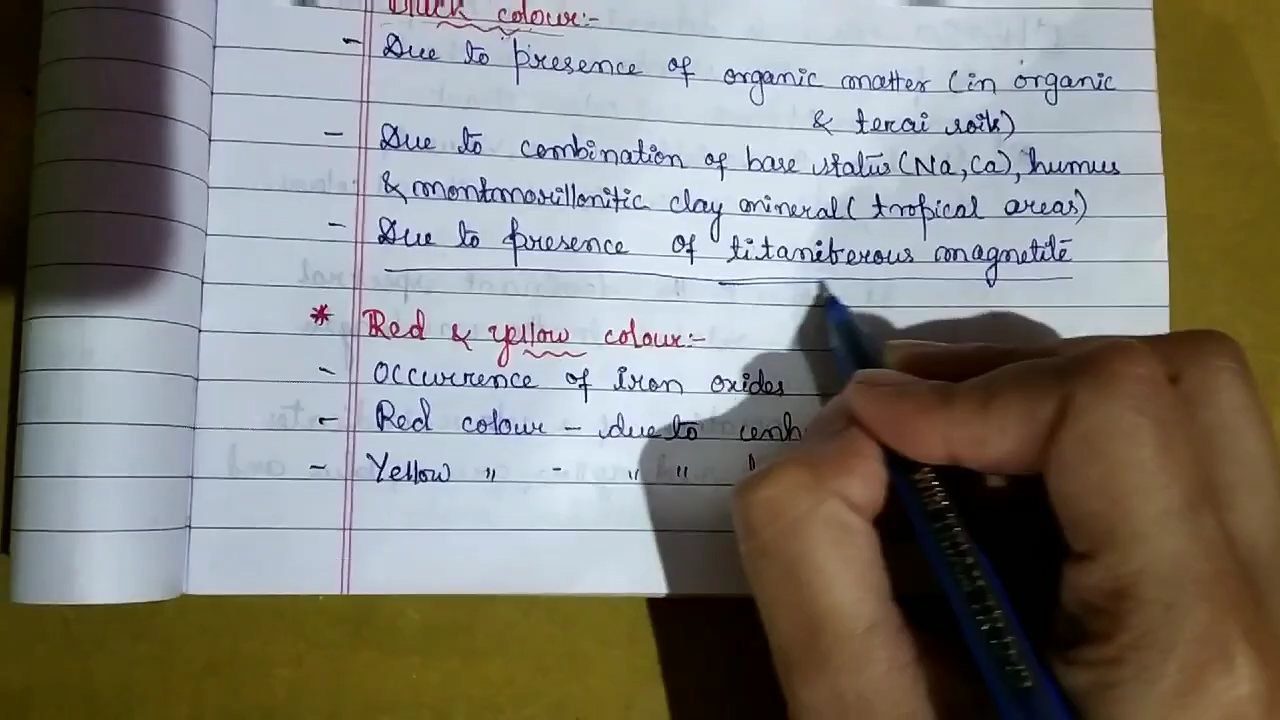 Black colour:-
- Due to presence of organic matter (in organic
& terai soils)
- Due to combination of base status (Na, Ca), humus
& montmorillonitic clay mineral (tropical areas)
- Due to presence of titaniferous magnetite
* Red & yellow colour:-
- Occurrence of iron oxides
- Red colour - due to
- Yellow " - " "